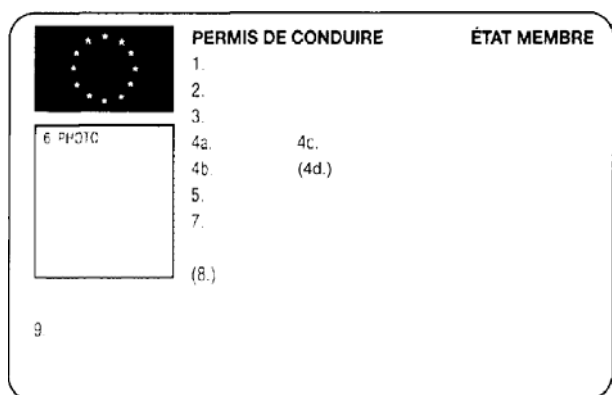 PERMIS DE CONDUIRE ÉTAT MEMBRE
1.
2.
3.
6. PHOTO
4a. 4c.
4b. (4d.)
5.
7.
(8.)
9.